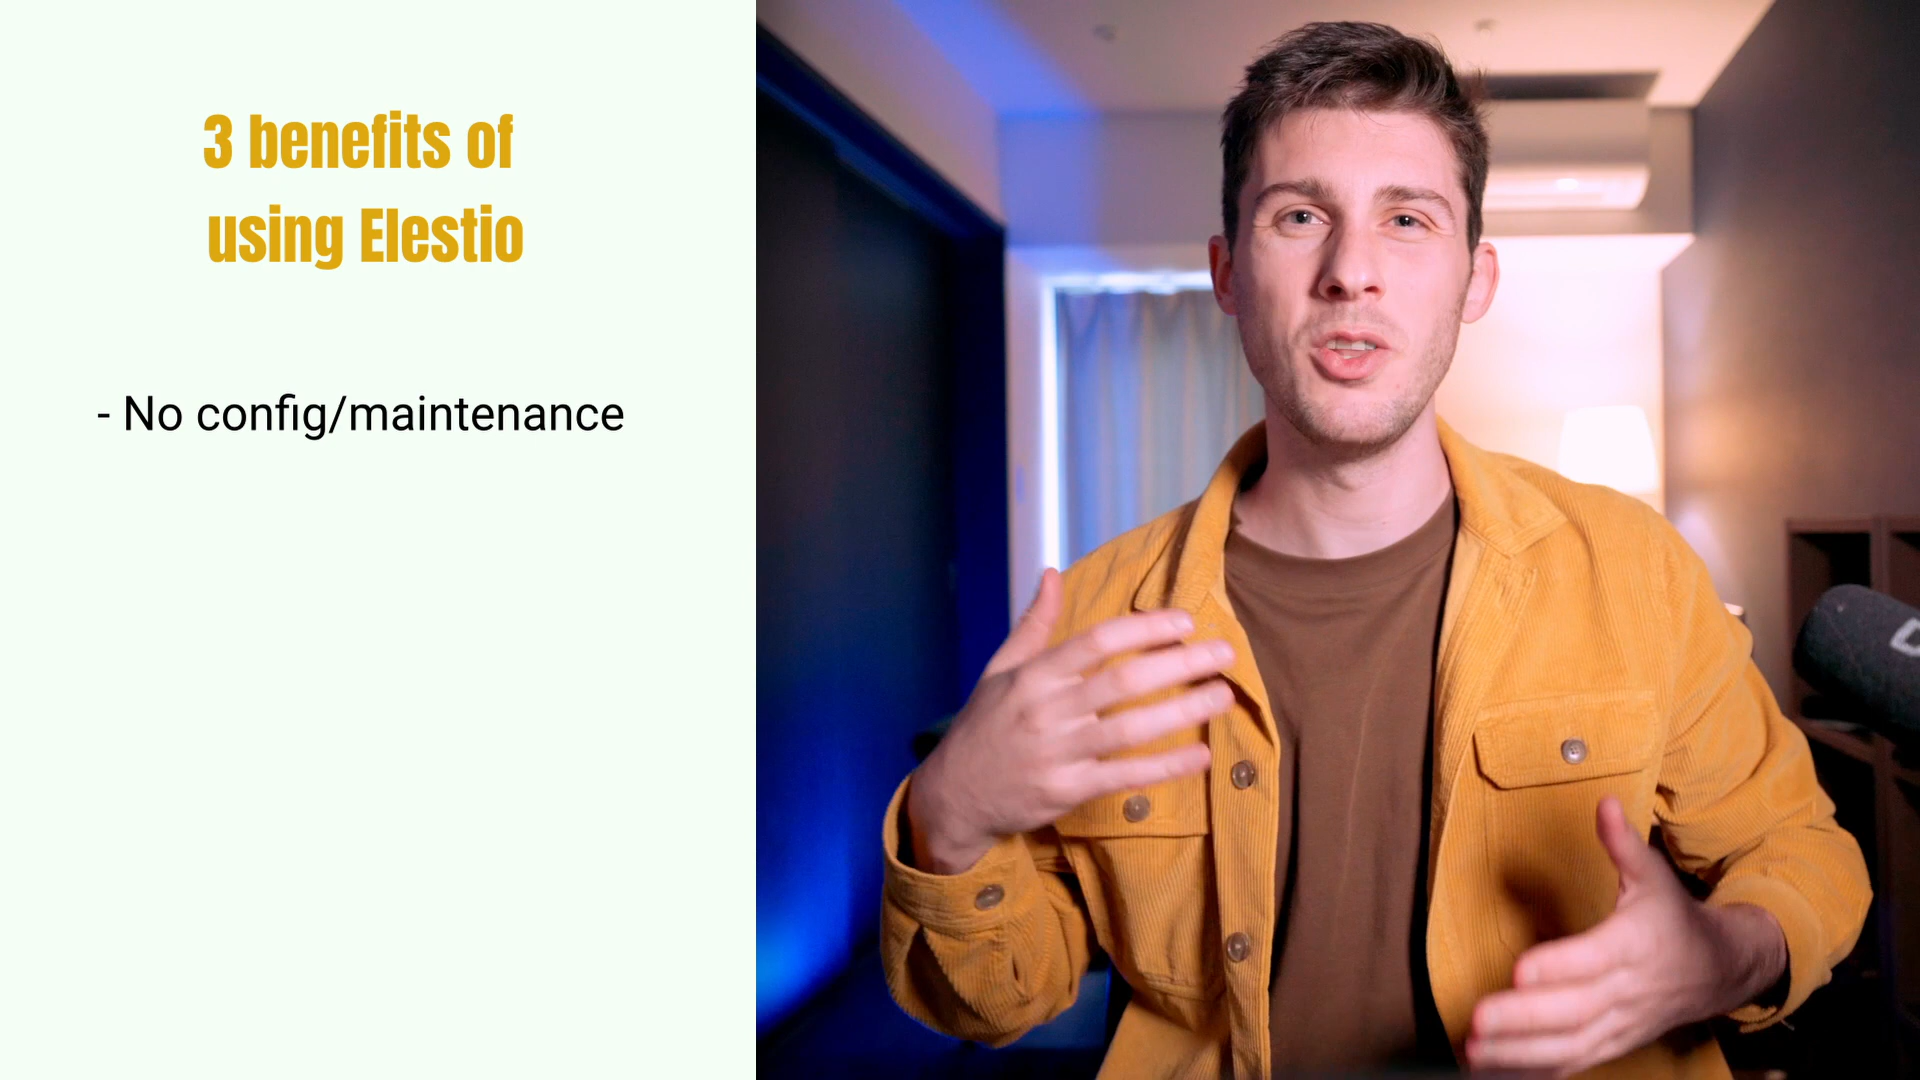 3 benefits of
using Elestio
- No config/maintenance